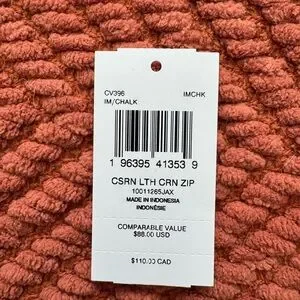 CV396 IMCHK
IM/CHALK
1 96395 41353 9
CSRN LTH CRN ZIP
10011265JAX
MADE IN INDONESIA
INDONÉSIE
COMPARABLE VALUE
$88.00 USD
$110.00 CAD